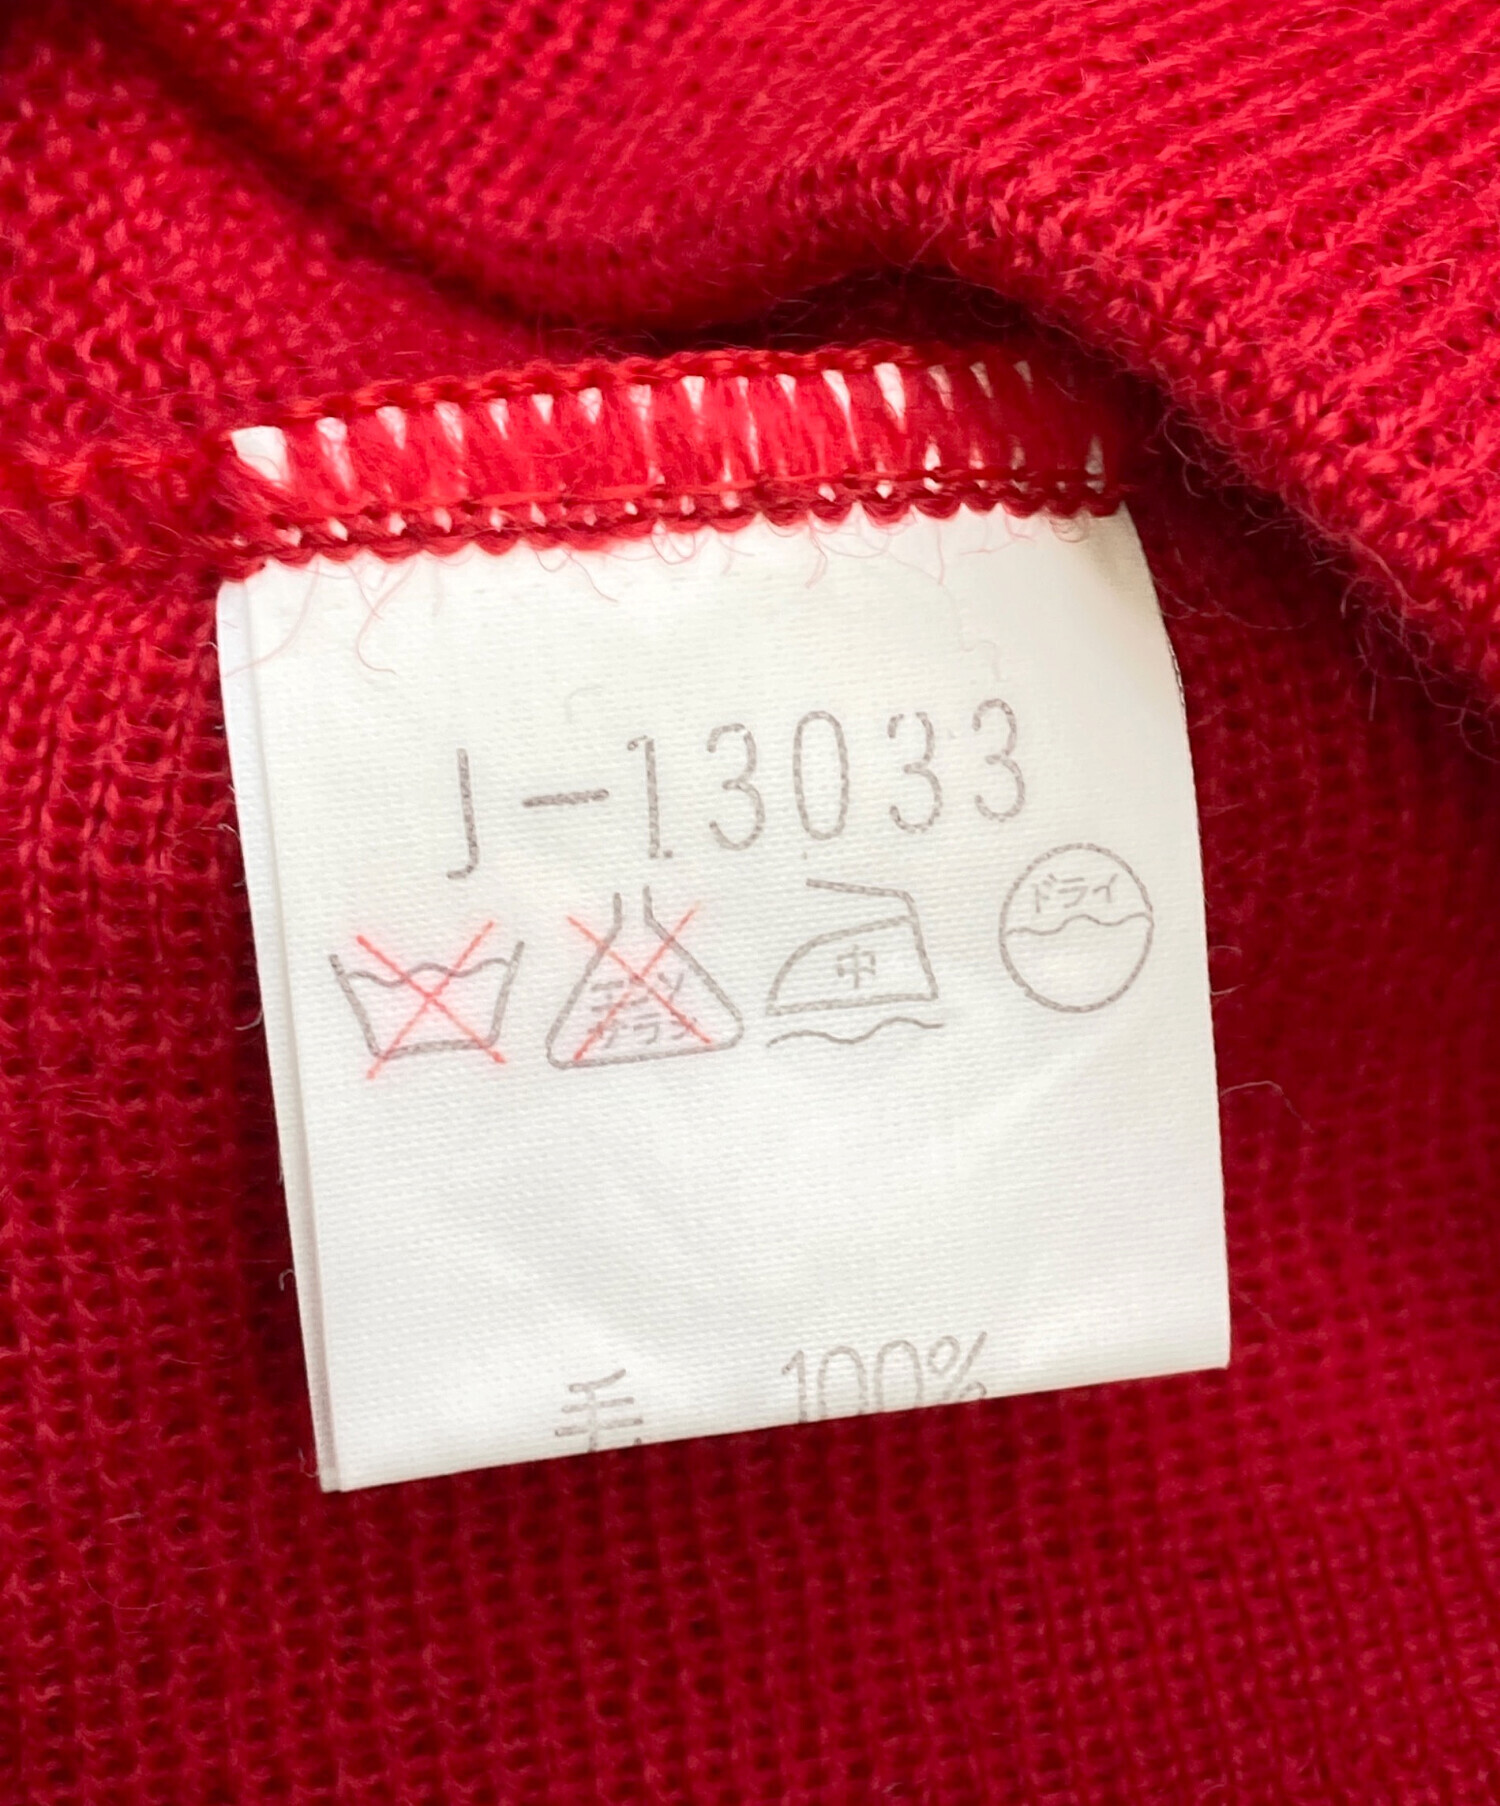 J-13033
エンソ
サラシ
中
ドライ
毛 100%